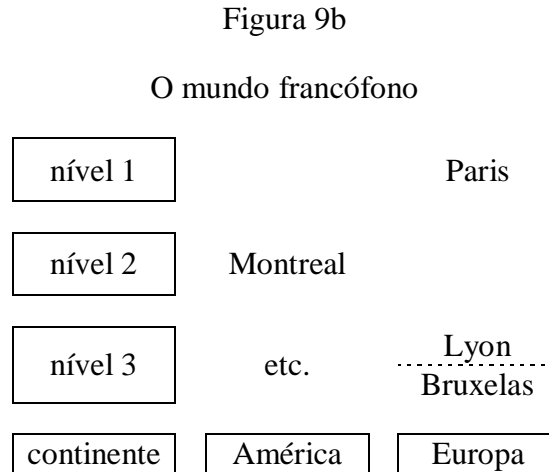 Figura 9b
O mundo francófono
nível 1 Paris
nível 2 Montreal
nível 3 etc. Lyon
Bruxelas
continente América Europa